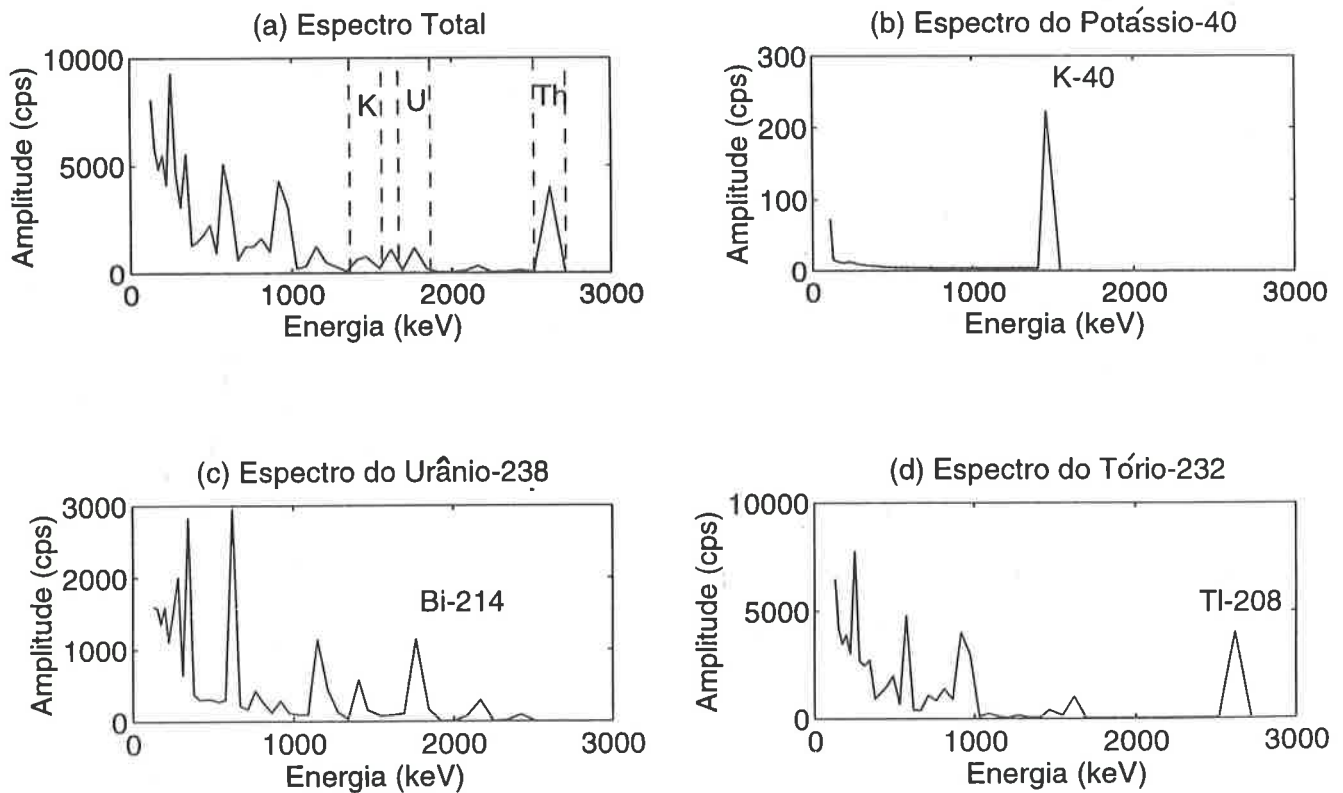 (a) Espectro Total
Amplitude (cps)
10000
5000
0
K
U
Th
0 1000 2000 3000
Energia (keV)
(b) Espectro do Potássio-40
Amplitude (cps)
300
200
100
0
K-40
0 1000 2000 3000
Energia (keV)
(c) Espectro do Urânio-238
Amplitude (cps)
3000
2000
1000
0
Bi-214
0 1000 2000 3000
Energia (keV)
(d) Espectro do Tório-232
Amplitude (cps)
10000
5000
0
Tl-208
0 1000 2000 3000
Energia (keV)